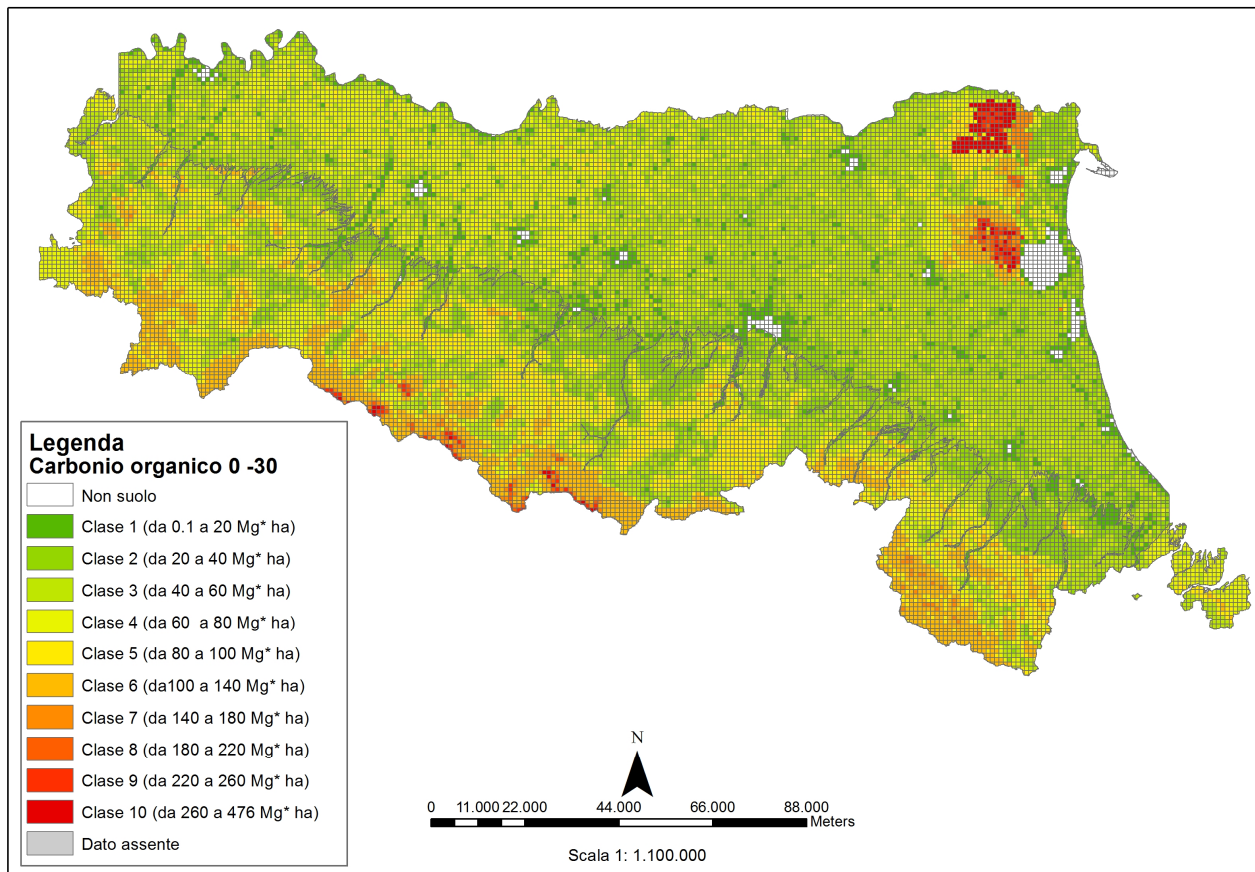 Legenda
Carbonio organico 0 -30
Non suolo
Clase 1 (da 0.1 a 20 Mg* ha)
Clase 2 (da 20 a 40 Mg* ha)
Clase 3 (da 40 a 60 Mg* ha)
Clase 4 (da 60 a 80 Mg* ha)
Clase 5 (da 80 a 100 Mg* ha)
Clase 6 (da100 a 140 Mg* ha)
Clase 7 (da 140 a 180 Mg* ha)
Clase 8 (da 180 a 220 Mg* ha)
Clase 9 (da 220 a 260 Mg* ha)
Clase 10 (da 260 a 476 Mg* ha)
Dato assente
N
0 11.000 22.000 44.000 66.000 88.000
Meters
Scala 1: 1.100.000